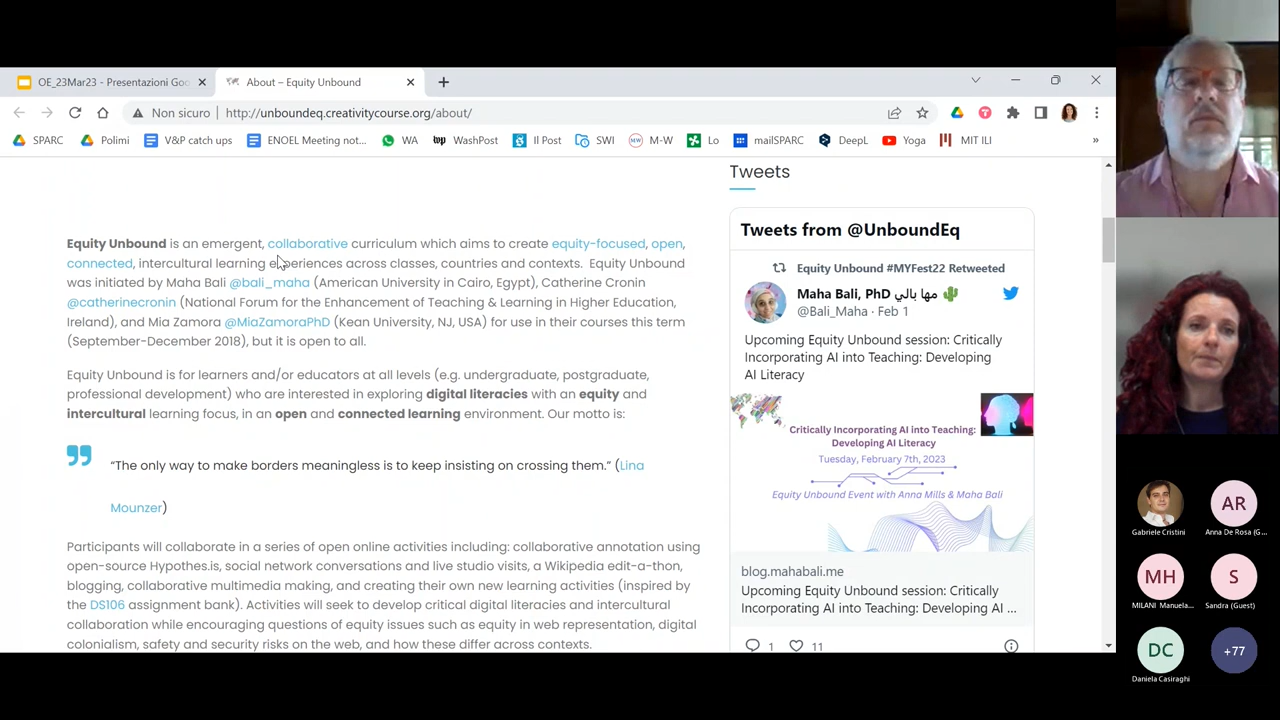 OE_23Mar23 - Presentazioni Goo
About – Equity Unbound
Non sicuro
http://unboundeq.creativitycourse.org/about/
SPARC
Polimi
V&P catch ups
ENOEL Meeting not...
WA
wp
WashPost
Il Post
SWI
M-W
Lo
mailSPARC
DeepL
Yoga
MIT ILI
»
Equity Unbound is an emergent, collaborative curriculum which aims to create equity-focused, open,
connected, intercultural learning experiences across classes, countries and contexts. Equity Unbound
was initiated by Maha Bali @bali_maha (American University in Cairo, Egypt), Catherine Cronin
@catherinecronin (National Forum for the Enhancement of Teaching & Learning in Higher Education,
Ireland), and Mia Zamora @MiaZamoraPhD (Kean University, NJ, USA) for use in their courses this term
(September-December 2018), but it is open to all.
Equity Unbound is for learners and/or educators at all levels (e.g. undergraduate, postgraduate,
professional development) who are interested in exploring digital literacies with an equity and
intercultural learning focus, in an open and connected learning environment. Our motto is:
“The only way to make borders meaningless is to keep insisting on crossing them.” (Lina
Mounzer)
Participants will collaborate in a series of open online activities including: collaborative annotation using
open-source Hypothes.is, social network conversations and live studio visits, a Wikipedia edit-a-thon,
blogging, collaborative multimedia making, and creating their own new learning activities (inspired by
the DS106 assignment bank). Activities will seek to develop critical digital literacies and intercultural
collaboration while encouraging questions of equity issues such as equity in web representation, digital
colonialism, safety and security risks on the web, and how these differ across contexts.
Tweets
Tweets from @UnboundEq
Equity Unbound #MYFest22 Retweeted
Maha Bali, PhD مها بالي 🌵
@Bali_Maha · Feb 1
Upcoming Equity Unbound session: Critically
Incorporating AI into Teaching: Developing
AI Literacy
Critically Incorporating AI into Teaching:
Developing AI Literacy
Tuesday, February 7th, 2023
Equity Unbound Event with Anna Mills & Maha Bali
blog.mahabali.me
Upcoming Equity Unbound session: Critically
Incorporating AI into Teaching: Developing AI ...
1
11
Gabriele Cristini
AR
Anna De Rosa (G...
MH
MILANI Manuela...
S
Sandra (Guest)
DC
Daniela Casiraghi
+77